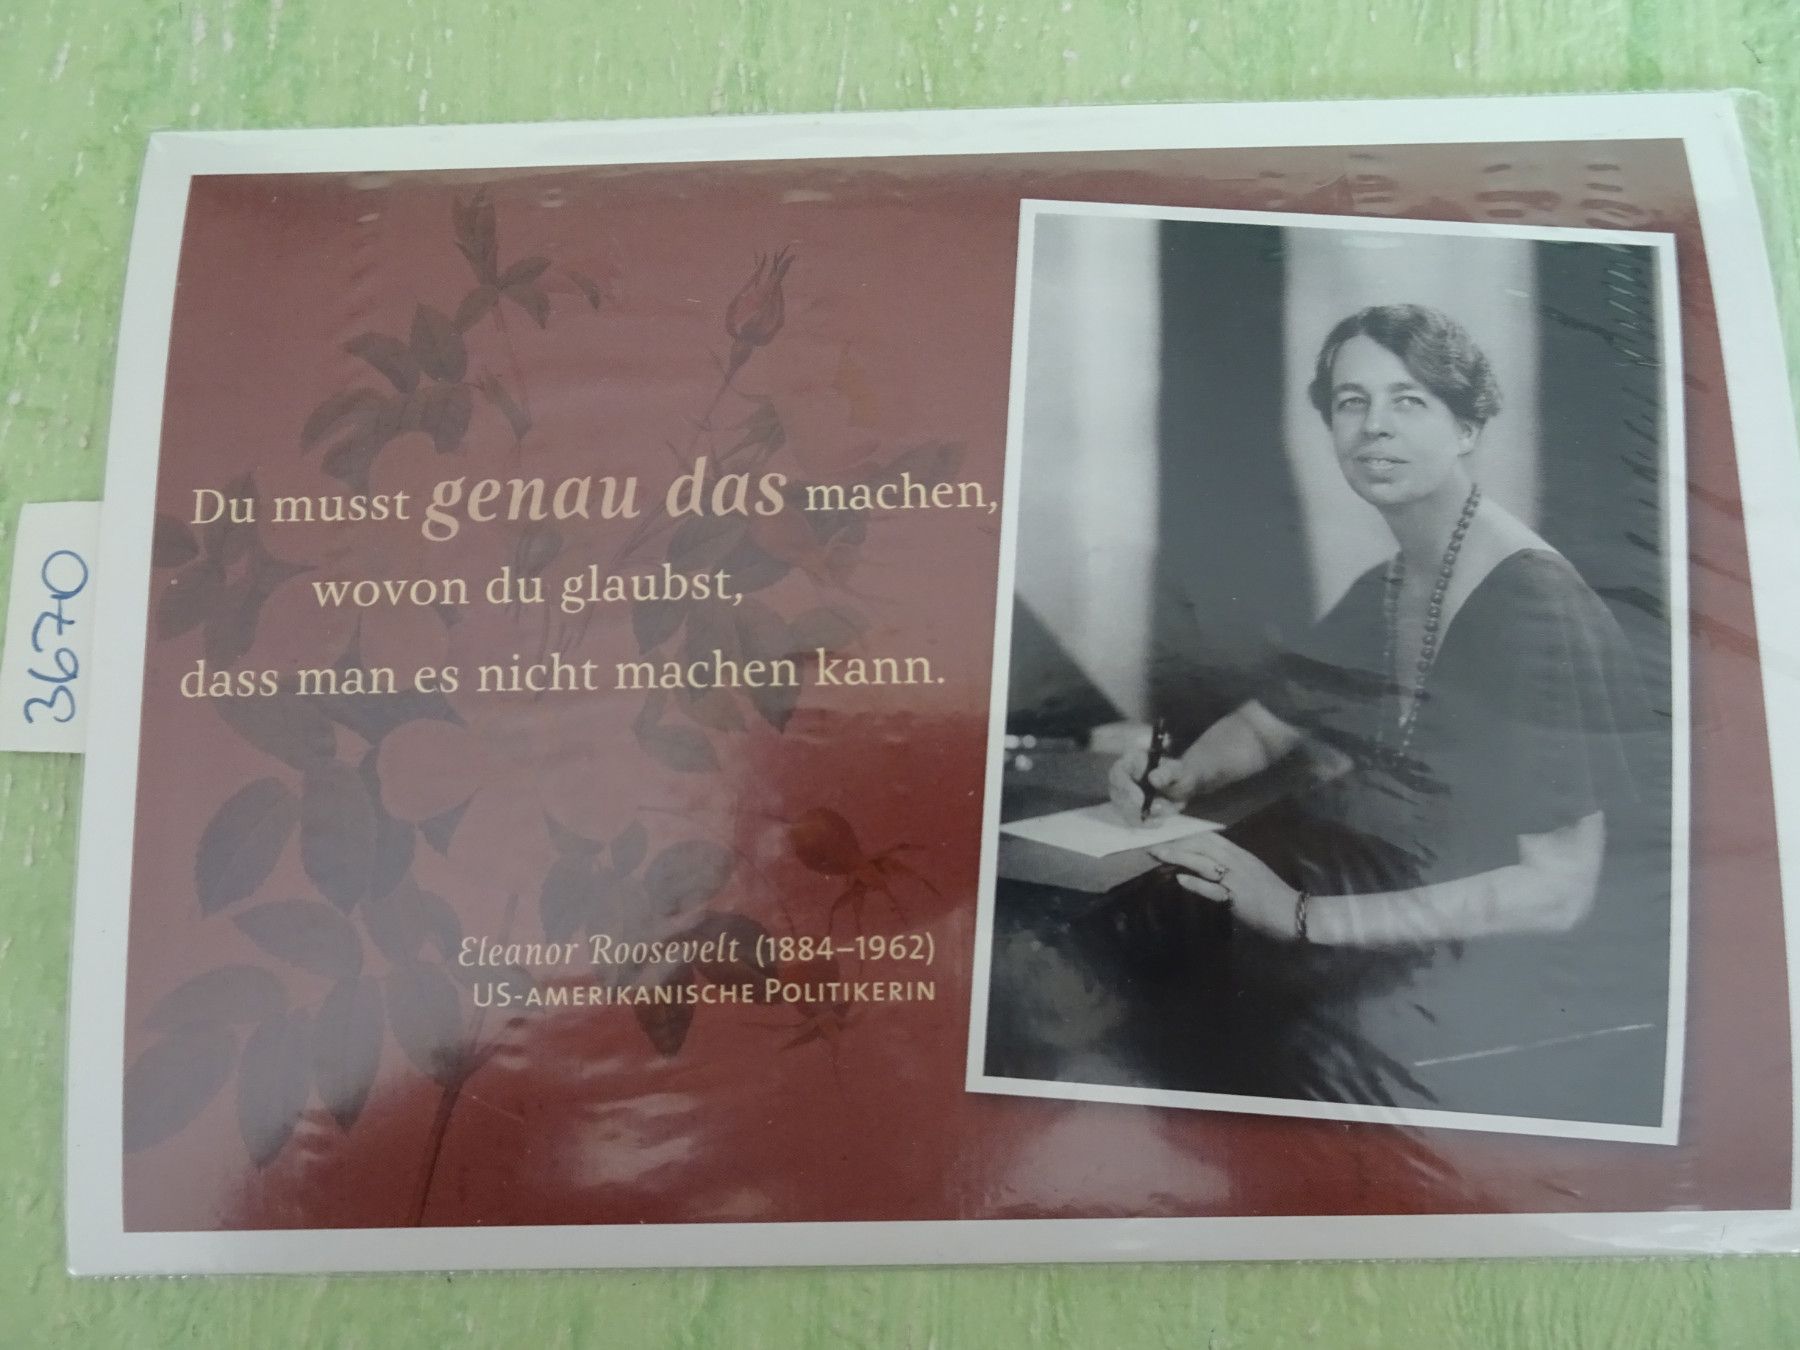 Du musst genau das machen,
wovon du glaubst,
dass man es nicht machen kann.
Eleanor Roosevelt (1884–1962)
US-AMERIKANISCHE POLITIKERIN
3670